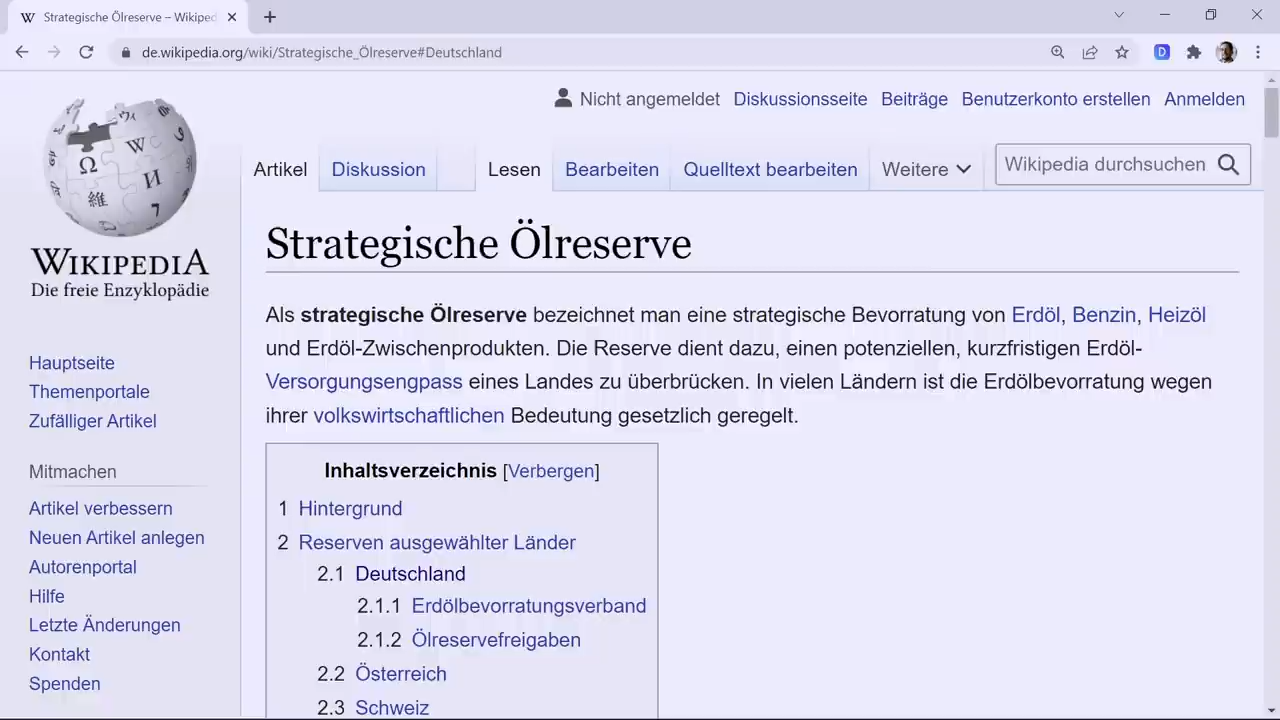 Strategische Ölreserve – Wikiped
de.wikipedia.org/wiki/Strategische_Ölreserve#Deutschland
Nicht angemeldet Diskussionsseite Beiträge Benutzerkonto erstellen Anmelden
Artikel Diskussion Lesen Bearbeiten Quelltext bearbeiten Weitere Wikipedia durchsuchen
WIKIPEDIA
Die freie Enzyklopädie
Hauptseite
Themenportale
Zufälliger Artikel
Mitmachen
Artikel verbessern
Neuen Artikel anlegen
Autorenportal
Hilfe
Letzte Änderungen
Kontakt
Spenden
Strategische Ölreserve
Als strategische Ölreserve bezeichnet man eine strategische Bevorratung von Erdöl, Benzin, Heizöl
und Erdöl-Zwischenprodukten. Die Reserve dient dazu, einen potenziellen, kurzfristigen Erdöl-
Versorgungsengpass eines Landes zu überbrücken. In vielen Ländern ist die Erdölbevorratung wegen
ihrer volkswirtschaftlichen Bedeutung gesetzlich geregelt.
Inhaltsverzeichnis [Verbergen]
1 Hintergrund
2 Reserven ausgewählter Länder
2.1 Deutschland
2.1.1 Erdölbevorratungsverband
2.1.2 Ölreservefreigaben
2.2 Österreich
2.3 Schweiz